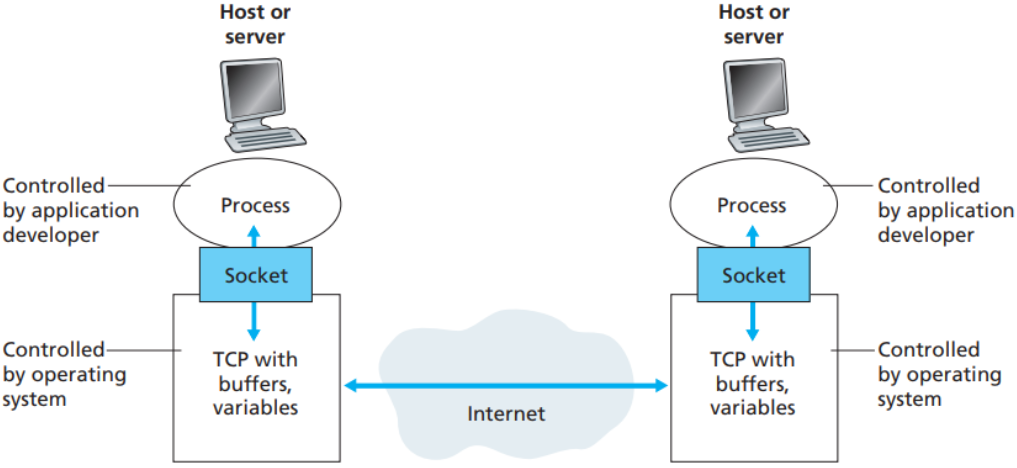 Host or
server
Host or
server
Controlled
by application
developer
Process
Process
Controlled
by application
developer
Socket
Socket
Controlled
by operating
system
TCP with
buffers,
variables
Internet
TCP with
buffers,
variables
Controlled
by operating
system